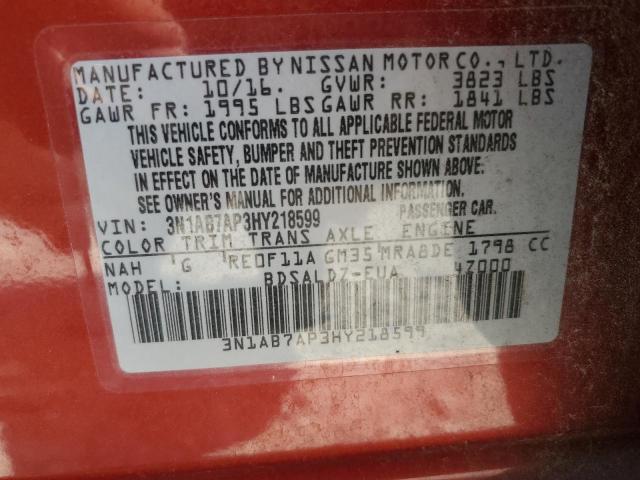 MANUFACTURED BY NISSAN MOTOR CO., LTD.
DATE: 10/16. GVWR: 3823 LBS
GAWR FR: 1995 LBS GAWR RR: 1841 LBS
THIS VEHICLE CONFORMS TO ALL APPLICABLE FEDERAL MOTOR
VEHICLE SAFETY, BUMPER AND THEFT PREVENTION STANDARDS
IN EFFECT ON THE DATE OF MANUFACTURE SHOWN ABOVE.
SEE OWNER'S MANUAL FOR ADDITIONAL INFORMATION.
VIN: 3N1AB7AP3HY218599 PASSENGER CAR.
COLOR TRIM TRANS AXLE ENGINE
NAH G RE0F11A GM35 MRA8DE 1798 CC
MODEL: BDSALDZ-EUA 4Z000
3N1AB7AP3HY218599